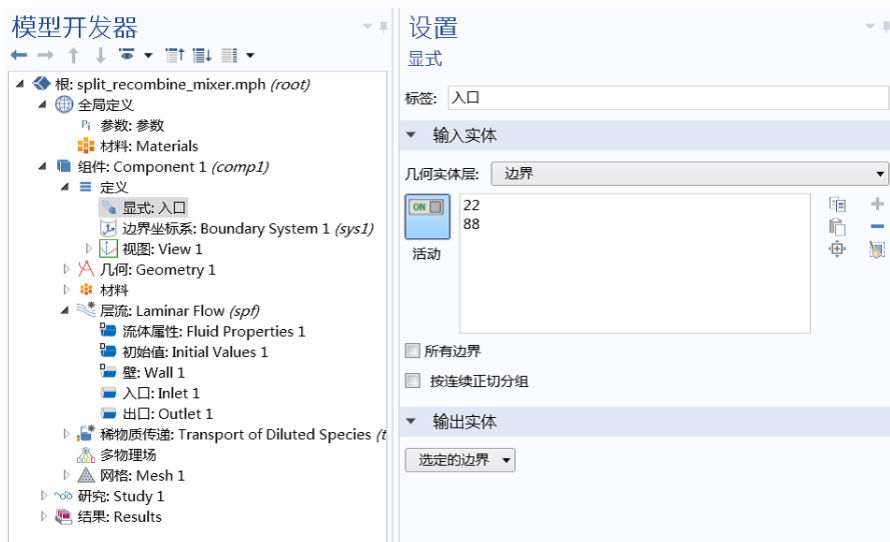 模型开发器
根: split_recombine_mixer.mph (root)
全局定义
Pi 参数: 参数
材料: Materials
组件: Component 1 (comp1)
定义
显式: 入口
边界坐标系: Boundary System 1 (sys1)
视图: View 1
几何: Geometry 1
材料
层流: Laminar Flow (spf)
流体属性: Fluid Properties 1
初始值: Initial Values 1
壁: Wall 1
入口: Inlet 1
出口: Outlet 1
稀物质传递: Transport of Diluted Species (t
多物理场
网格: Mesh 1
研究: Study 1
结果: Results
设置
显式
标签: 入口
输入实体
几何实体层: 边界
ON
22
88
活动
所有边界
按连续正切分组
输出实体
选定的边界